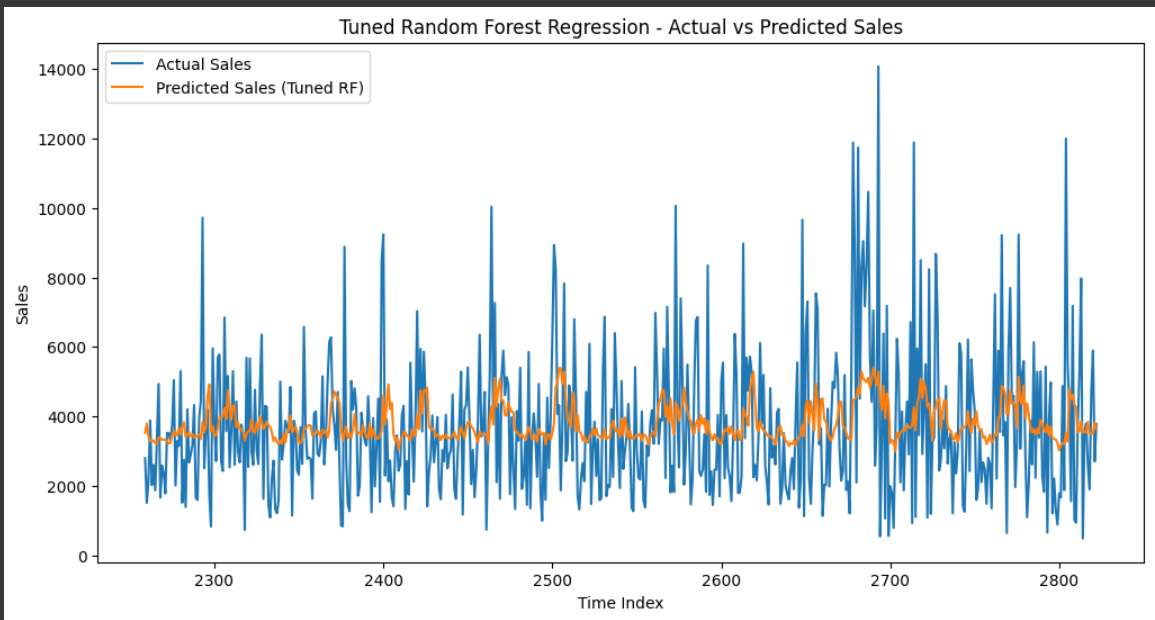 Tuned Random Forest Regression - Actual vs Predicted Sales
Actual Sales
Predicted Sales (Tuned RF)
14000
12000
10000
8000
6000
4000
2000
0
Sales
2300 2400 2500 2600 2700 2800
Time Index